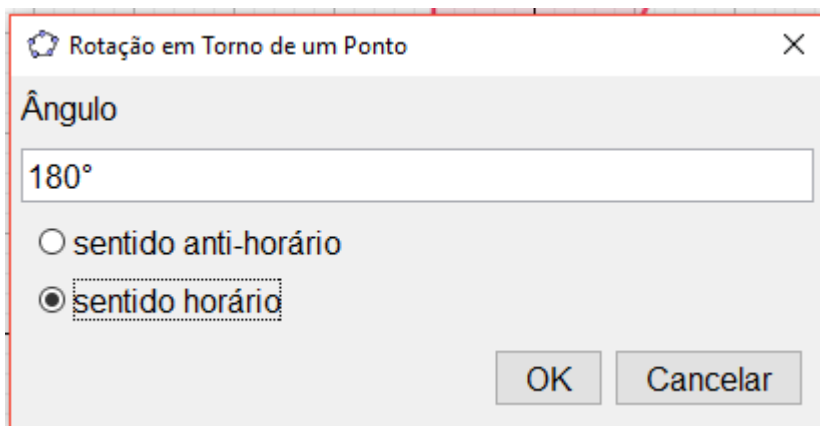 Rotação em Torno de um Ponto
Ângulo
180°
sentido anti-horário
sentido horário
OK Cancelar